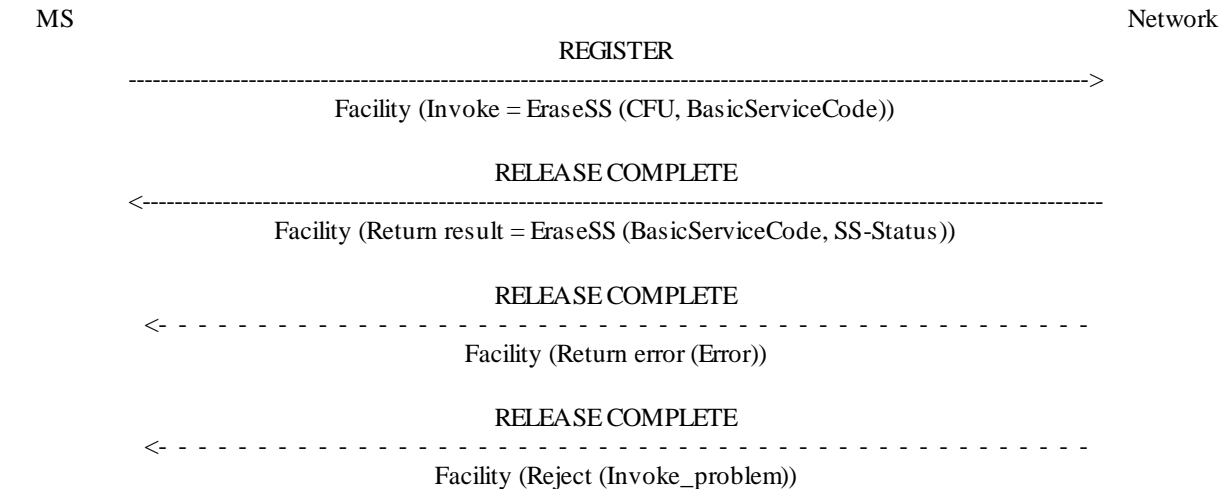 MS Network
REGISTER
------------------------------------------------------------------------------------------------------------------------>
Facility (Invoke = EraseSS (CFU, BasicServiceCode))
RELEASE COMPLETE
<------------------------------------------------------------------------------------------------------------------------
Facility (Return result = EraseSS (BasicServiceCode, SS-Status))
RELEASE COMPLETE
<- - - - - - - - - - - - - - - - - - - - - - - - - - - - - - - - - - - - - - - - - - - - - - - -
Facility (Return error (Error))
RELEASE COMPLETE
<- - - - - - - - - - - - - - - - - - - - - - - - - - - - - - - - - - - - - - - - - - - - - - - -
Facility (Reject (Invoke_problem))